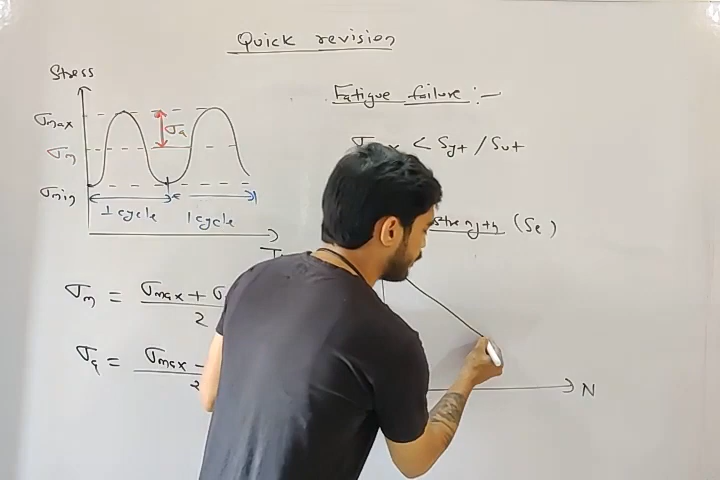 Quick revision
Stress
σmax
σm
σmin
σa
1 cycle
1 cycle
σm = σmax + σ
2
σa = σmax -
2
Fatigue failure :-
< Syt / Sut
strength (Se)
N